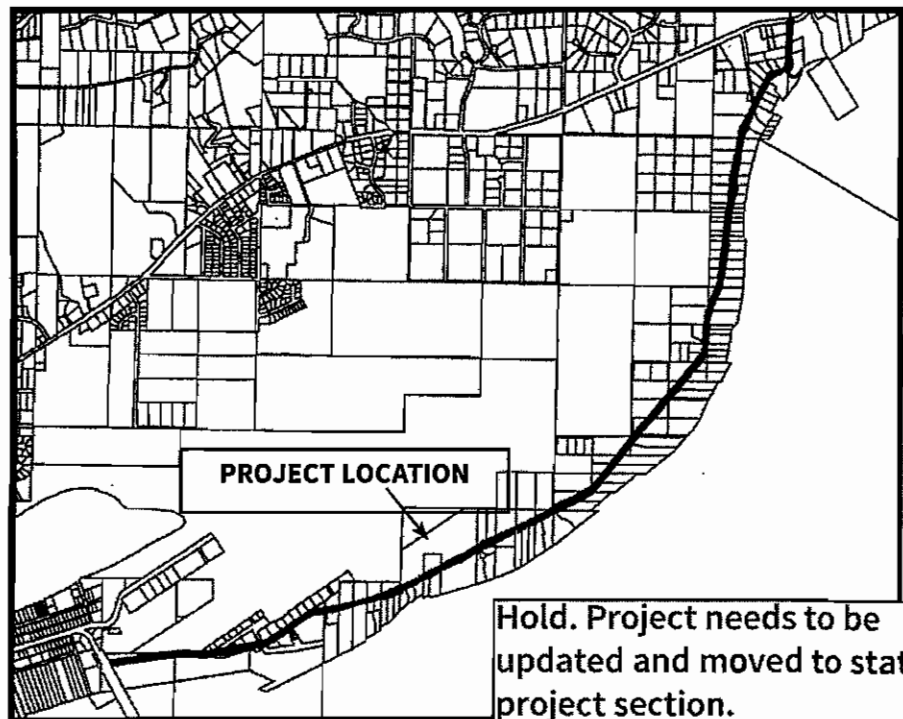 PROJECT LOCATION
Hold. Project needs to be
updated and moved to stat
project section.